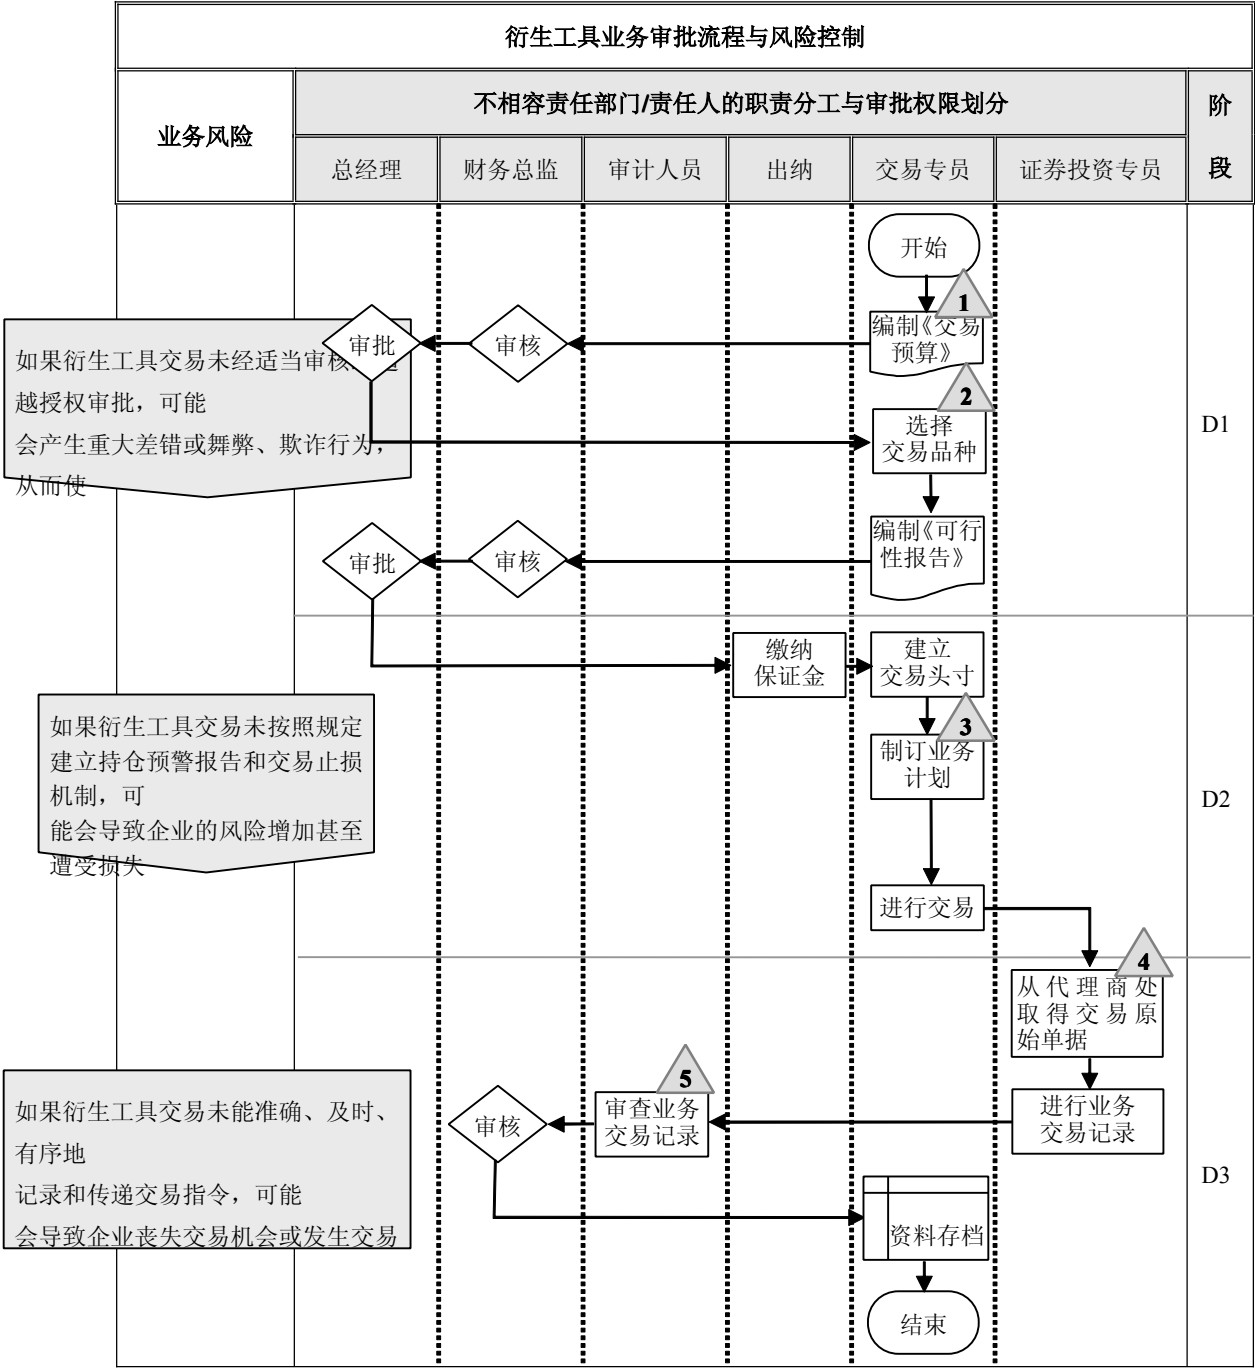 衍生工具业务审批流程与风险控制
业务风险
不相容责任部门/责任人的职责分工与审批权限划分
阶
段
总经理
财务总监
审计人员
出纳
交易专员
证券投资专员
开始
1
编制《交易
预算》
审核
审批
如果衍生工具交易未经适当审核
越授权审批，可能
会产生重大差错或舞弊、欺诈行为，
从而使
2
选择
交易品种
D1
编制《可行
性报告》
审核
审批
缴纳
保证金
建立
交易头寸
3
制订业务
计划
如果衍生工具交易未按照规定
建立持仓预警报告和交易止损
机制，可
能会导致企业的风险增加甚至
遭受损失
D2
进行交易
4
从代理商处
取得交易原
始单据
5
审查业务
交易记录
审核
进行业务
交易记录
如果衍生工具交易未能准确、及时、
有序地
记录和传递交易指令，可能
会导致企业丧失交易机会或发生交易
D3
资料存档
结束